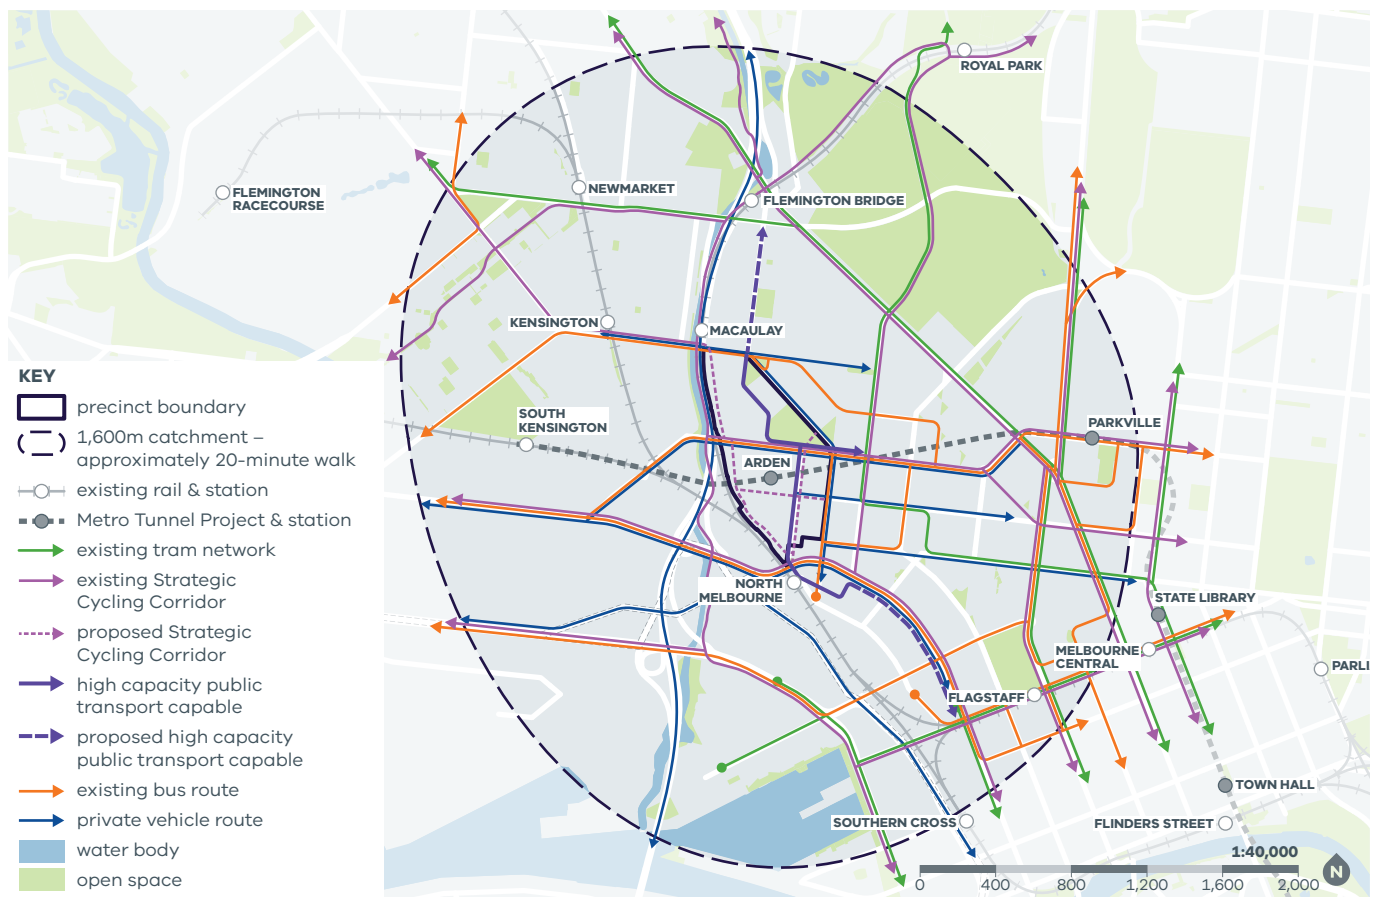 ROYAL PARK
FLEMINGTON
RACECOURSE
NEWMARKET
FLEMINGTON BRIDGE
KENSINGTON
MACAULAY
SOUTH
KENSINGTON
PARKVILLE
ARDEN
NORTH
MELBOURNE
STATE LIBRARY
MELBOURNE
CENTRAL
PARLI
FLAGSTAFF
TOWN HALL
SOUTHERN CROSS
FLINDERS STREET
KEY
precinct boundary
1,600m catchment –
approximately 20-minute walk
existing rail & station
Metro Tunnel Project & station
existing tram network
existing Strategic
Cycling Corridor
proposed Strategic
Cycling Corridor
high capacity public
transport capable
proposed high capacity
public transport capable
existing bus route
private vehicle route
water body
open space
1:40,000
0 400 800 1,200 1,600 2,000
N